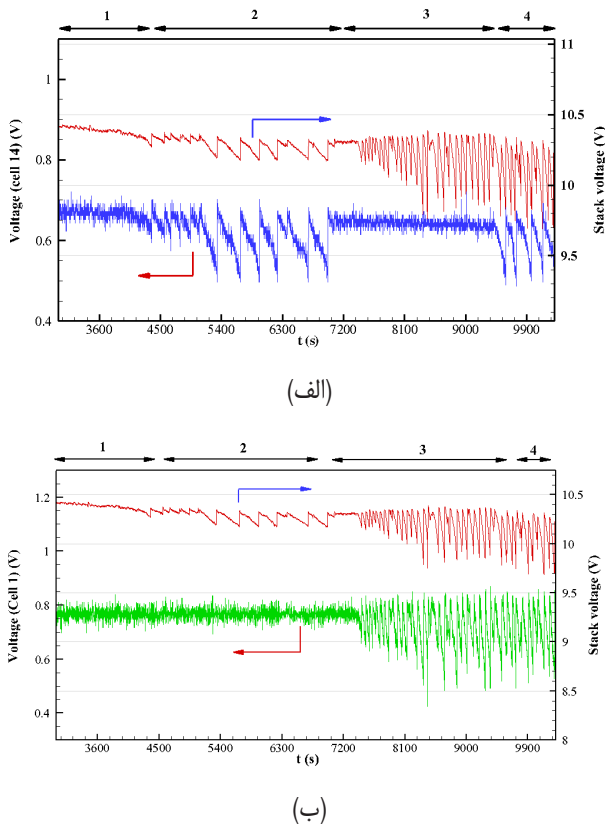 1 2 3 4
Voltage (cell 14) (V)
1
0.8
0.6
0.4
11
10.5
10
9.5
Stack voltage (V)
3600 4500 5400 6300 7200 8100 9000 9900
t (s)
(الف)
1 2 3 4
Voltage (Cell 1) (V)
1.2
1
0.8
0.6
0.4
10.5
10
9.5
9
8.5
8
Stack voltage (V)
3600 4500 5400 6300 7200 8100 9000 9900
t (s)
(ب)